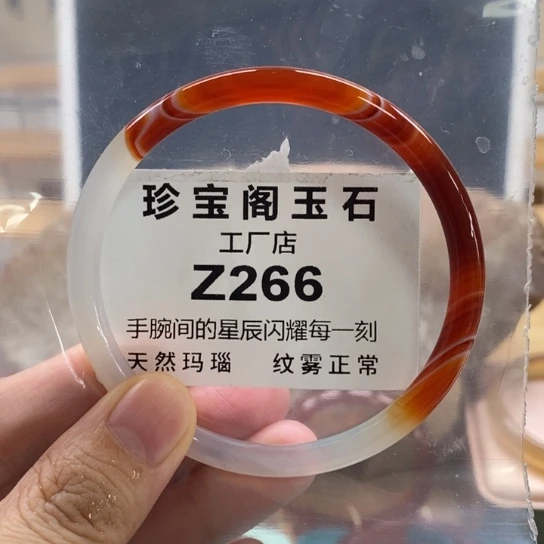 珍宝阁玉石
工厂店
Z266
手腕间的星辰闪耀每一刻
天然玛瑙 纹雾正常